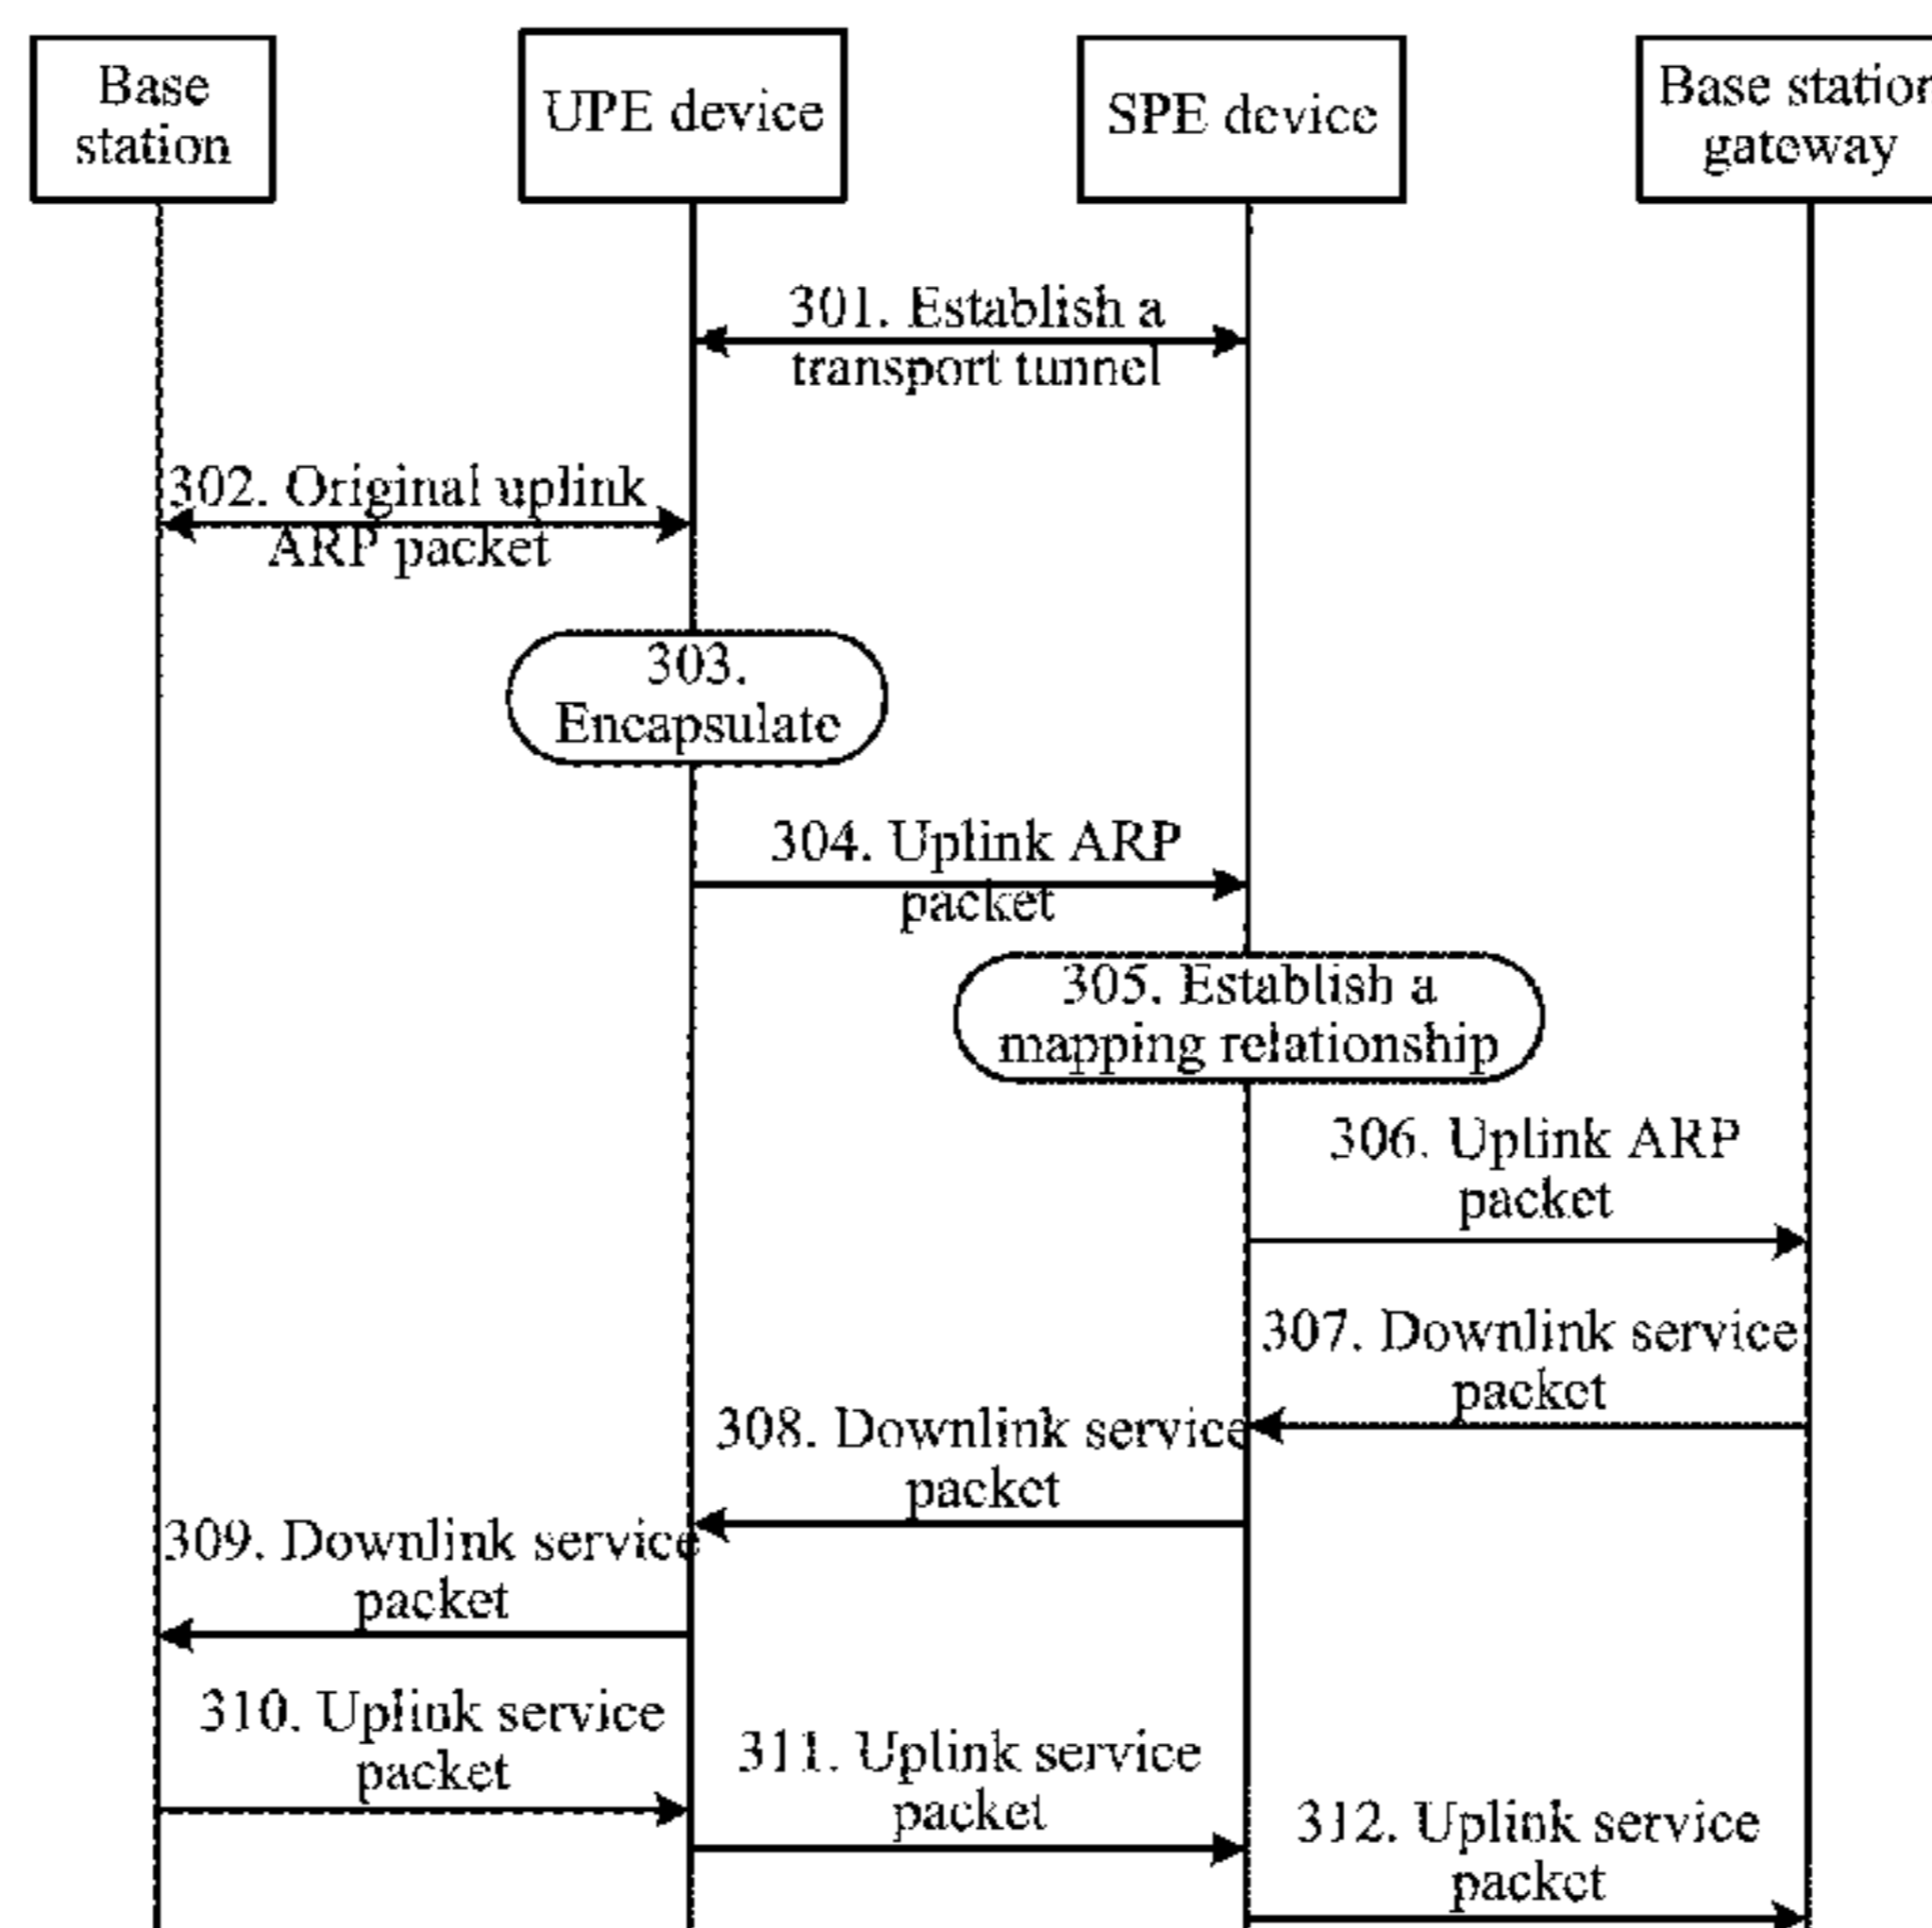 Base
station
UPE device
SPE device
Base station
gateway
301. Establish a
transport tunnel
302. Original uplink
ARP packet
303.
Encapsulate
304. Uplink ARP
packet
305. Establish a
mapping relationship
306. Uplink ARP
packet
307. Downlink service
packet
308. Downlink service
packet
309. Downlink service
packet
310. Uplink service
packet
311. Uplink service
packet
312. Uplink service
packet